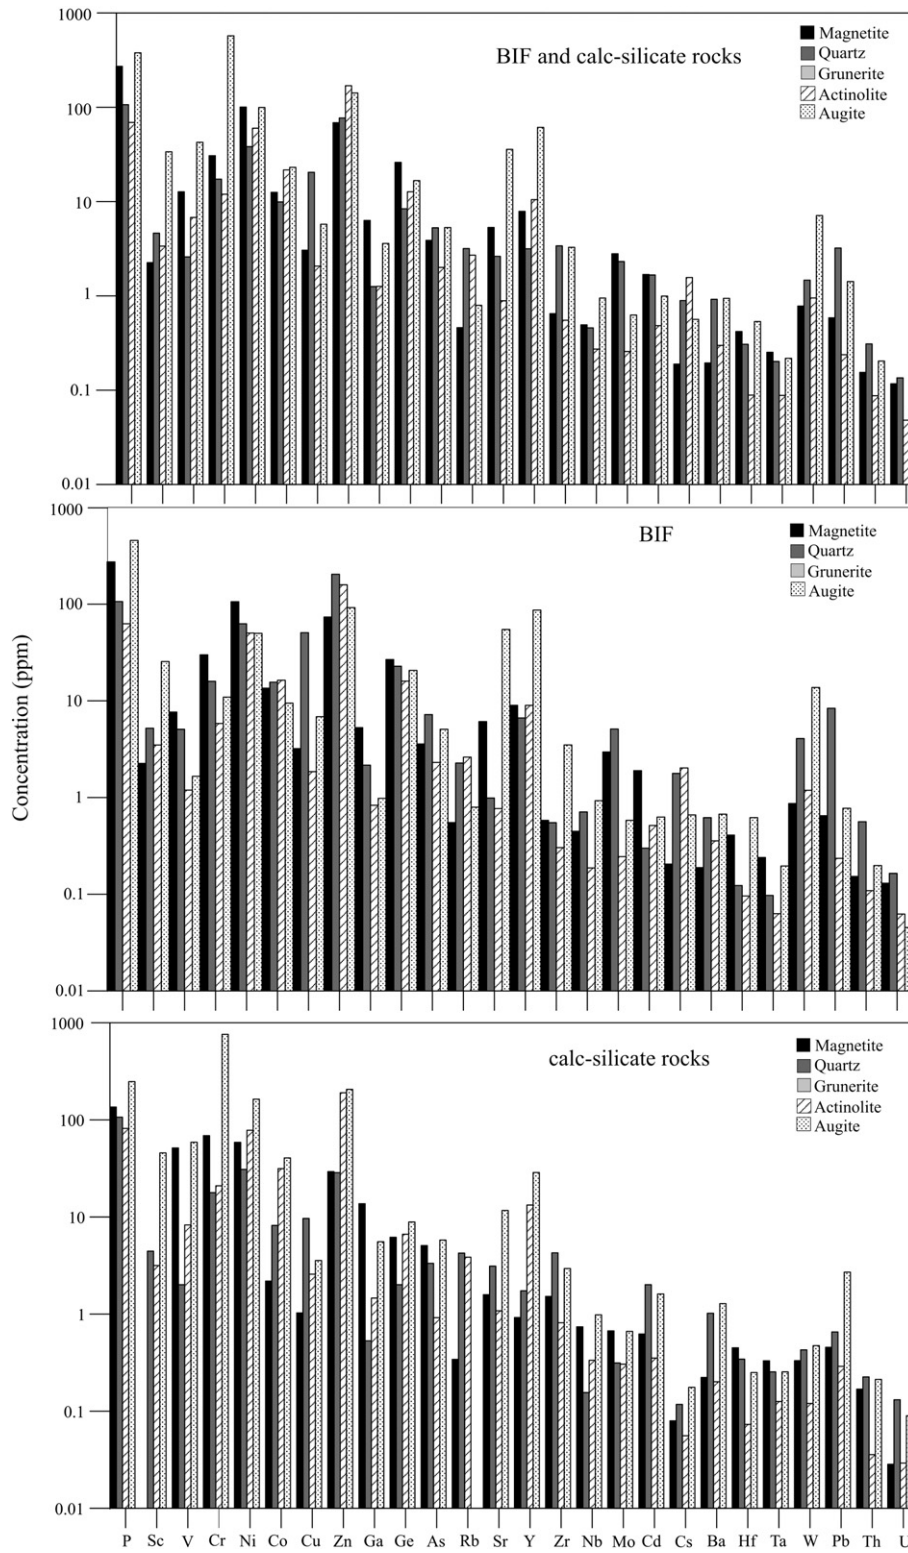 Concentration (ppm)
BIF and calc-silicate rocks
Magnetite
Quartz
Grunerite
Actinolite
Augite
1000
100
10
1
0.1
0.01
BIF
Magnetite
Quartz
Grunerite
Augite
1000
100
10
1
0.1
0.01
calc-silicate rocks
Magnetite
Quartz
Grunerite
Actinolite
Augite
1000
100
10
1
0.1
0.01
P Sc V Cr Ni Co Cu Zn Ga Ge As Rb Sr Y Zr Nb Mo Cd Cs Ba Hf Ta W Pb Th U